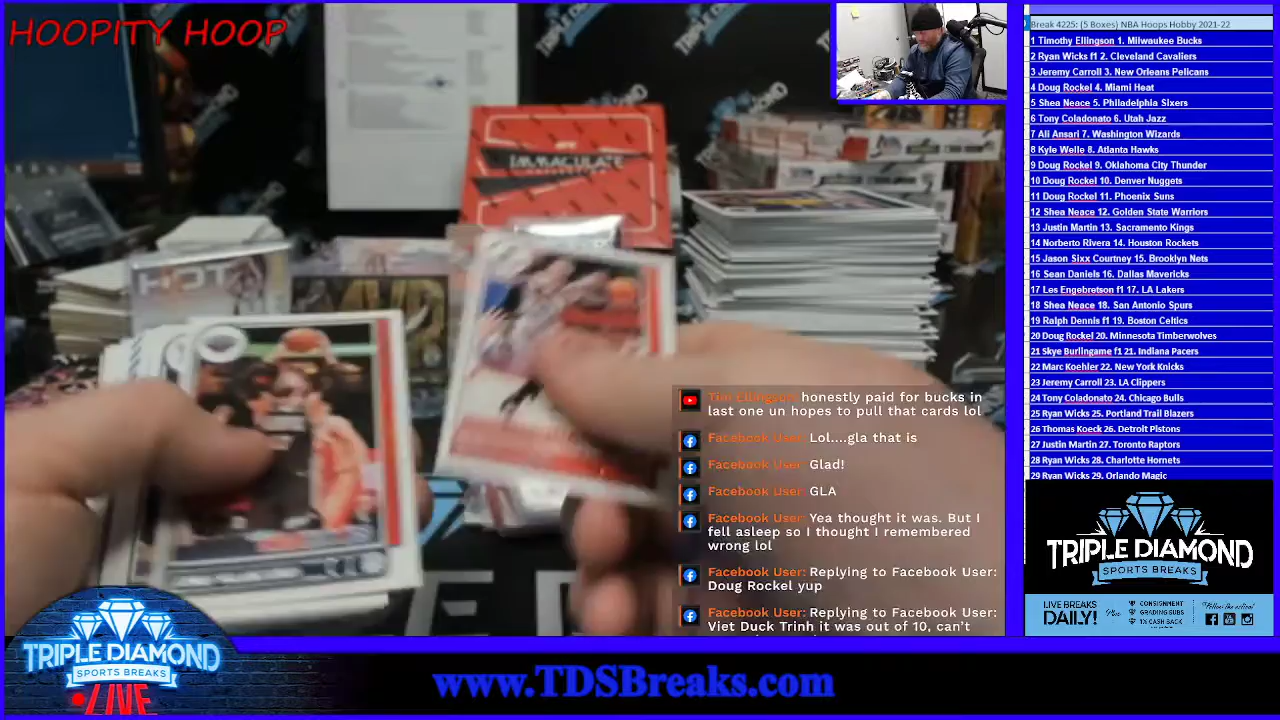 HOOPITY HOOP
IMMACULATE
COLLECTION
HOT
Tim Ellingson: honestly paid for bucks in
last one un hopes to pull that cards lol
Facebook User: Lol....gla that is
Facebook User: Glad!
Facebook User: GLA
Facebook User: Yea thought it was. But I
fell asleep so I thought I remembered
wrong lol
Facebook User: Replying to Facebook User:
Doug Rockel yup
Facebook User: Replying to Facebook User:
Viet Duck Trinh it was out of 10, can't
Break 4225: (5 Boxes) NBA Hoops Hobby 2021-22
1 Timothy Ellingson 1. Milwaukee Bucks
2 Ryan Wicks f1 2. Cleveland Cavaliers
3 Jeremy Carroll 3. New Orleans Pelicans
4 Doug Rockel 4. Miami Heat
5 Shea Neace 5. Philadelphia Sixers
6 Tony Coladonato 6. Utah Jazz
7 Ali Ansari 7. Washington Wizards
8 Kyle Welle 8. Atlanta Hawks
9 Doug Rockel 9. Oklahoma City Thunder
10 Doug Rockel 10. Denver Nuggets
11 Doug Rockel 11. Phoenix Suns
12 Shea Neace 12. Golden State Warriors
13 Justin Martin 13. Sacramento Kings
14 Norberto Rivera 14. Houston Rockets
15 Jason Sixx Courtney 15. Brooklyn Nets
16 Sean Daniels 16. Dallas Mavericks
17 Les Engebretson f1 17. LA Lakers
18 Shea Neace 18. San Antonio Spurs
19 Ralph Dennis f1 19. Boston Celtics
20 Doug Rockel 20. Minnesota Timberwolves
21 Skye Burlingame f1 21. Indiana Pacers
22 Marc Koehler 22. New York Knicks
23 Jeremy Carroll 23. LA Clippers
24 Tony Coladonato 24. Chicago Bulls
25 Ryan Wicks 25. Portland Trail Blazers
26 Thomas Koeck 26. Detroit Pistons
27 Justin Martin 27. Toronto Raptors
28 Ryan Wicks 28. Charlotte Hornets
29 Ryan Wicks 29. Orlando Magic
TRIPLE DIAMOND
SPORTS BREAKS
LIVE BREAKS
DAILY!
Plus
CONSIGNMENT
GRADING SUBS
1% CASH BACK
Follow the action!
TRIPLE DIAMOND
SPORTS BREAKS
LIVE
www.TDSBreaks.com